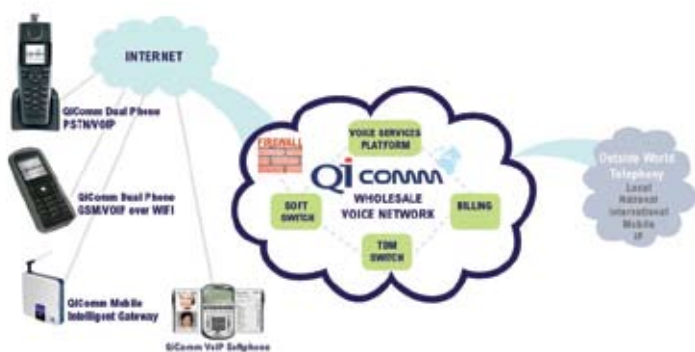 INTERNET
QiComm Dual Phone
PSTN/VOIP
QiComm Dual Phone
GSM/VOIP over WIFI
QiComm Mobile
Intelligent Gateway
QiComm VoIP Softphone
FIREWALL
VOICE SERVICES
PLATFORM
Qi COMM
WHOLESALE
VOICE NETWORK
SOFT
SWITCH
BILLING
TDM
SWITCH
Outside World
Telephony
Local
National
International
Mobile
IP